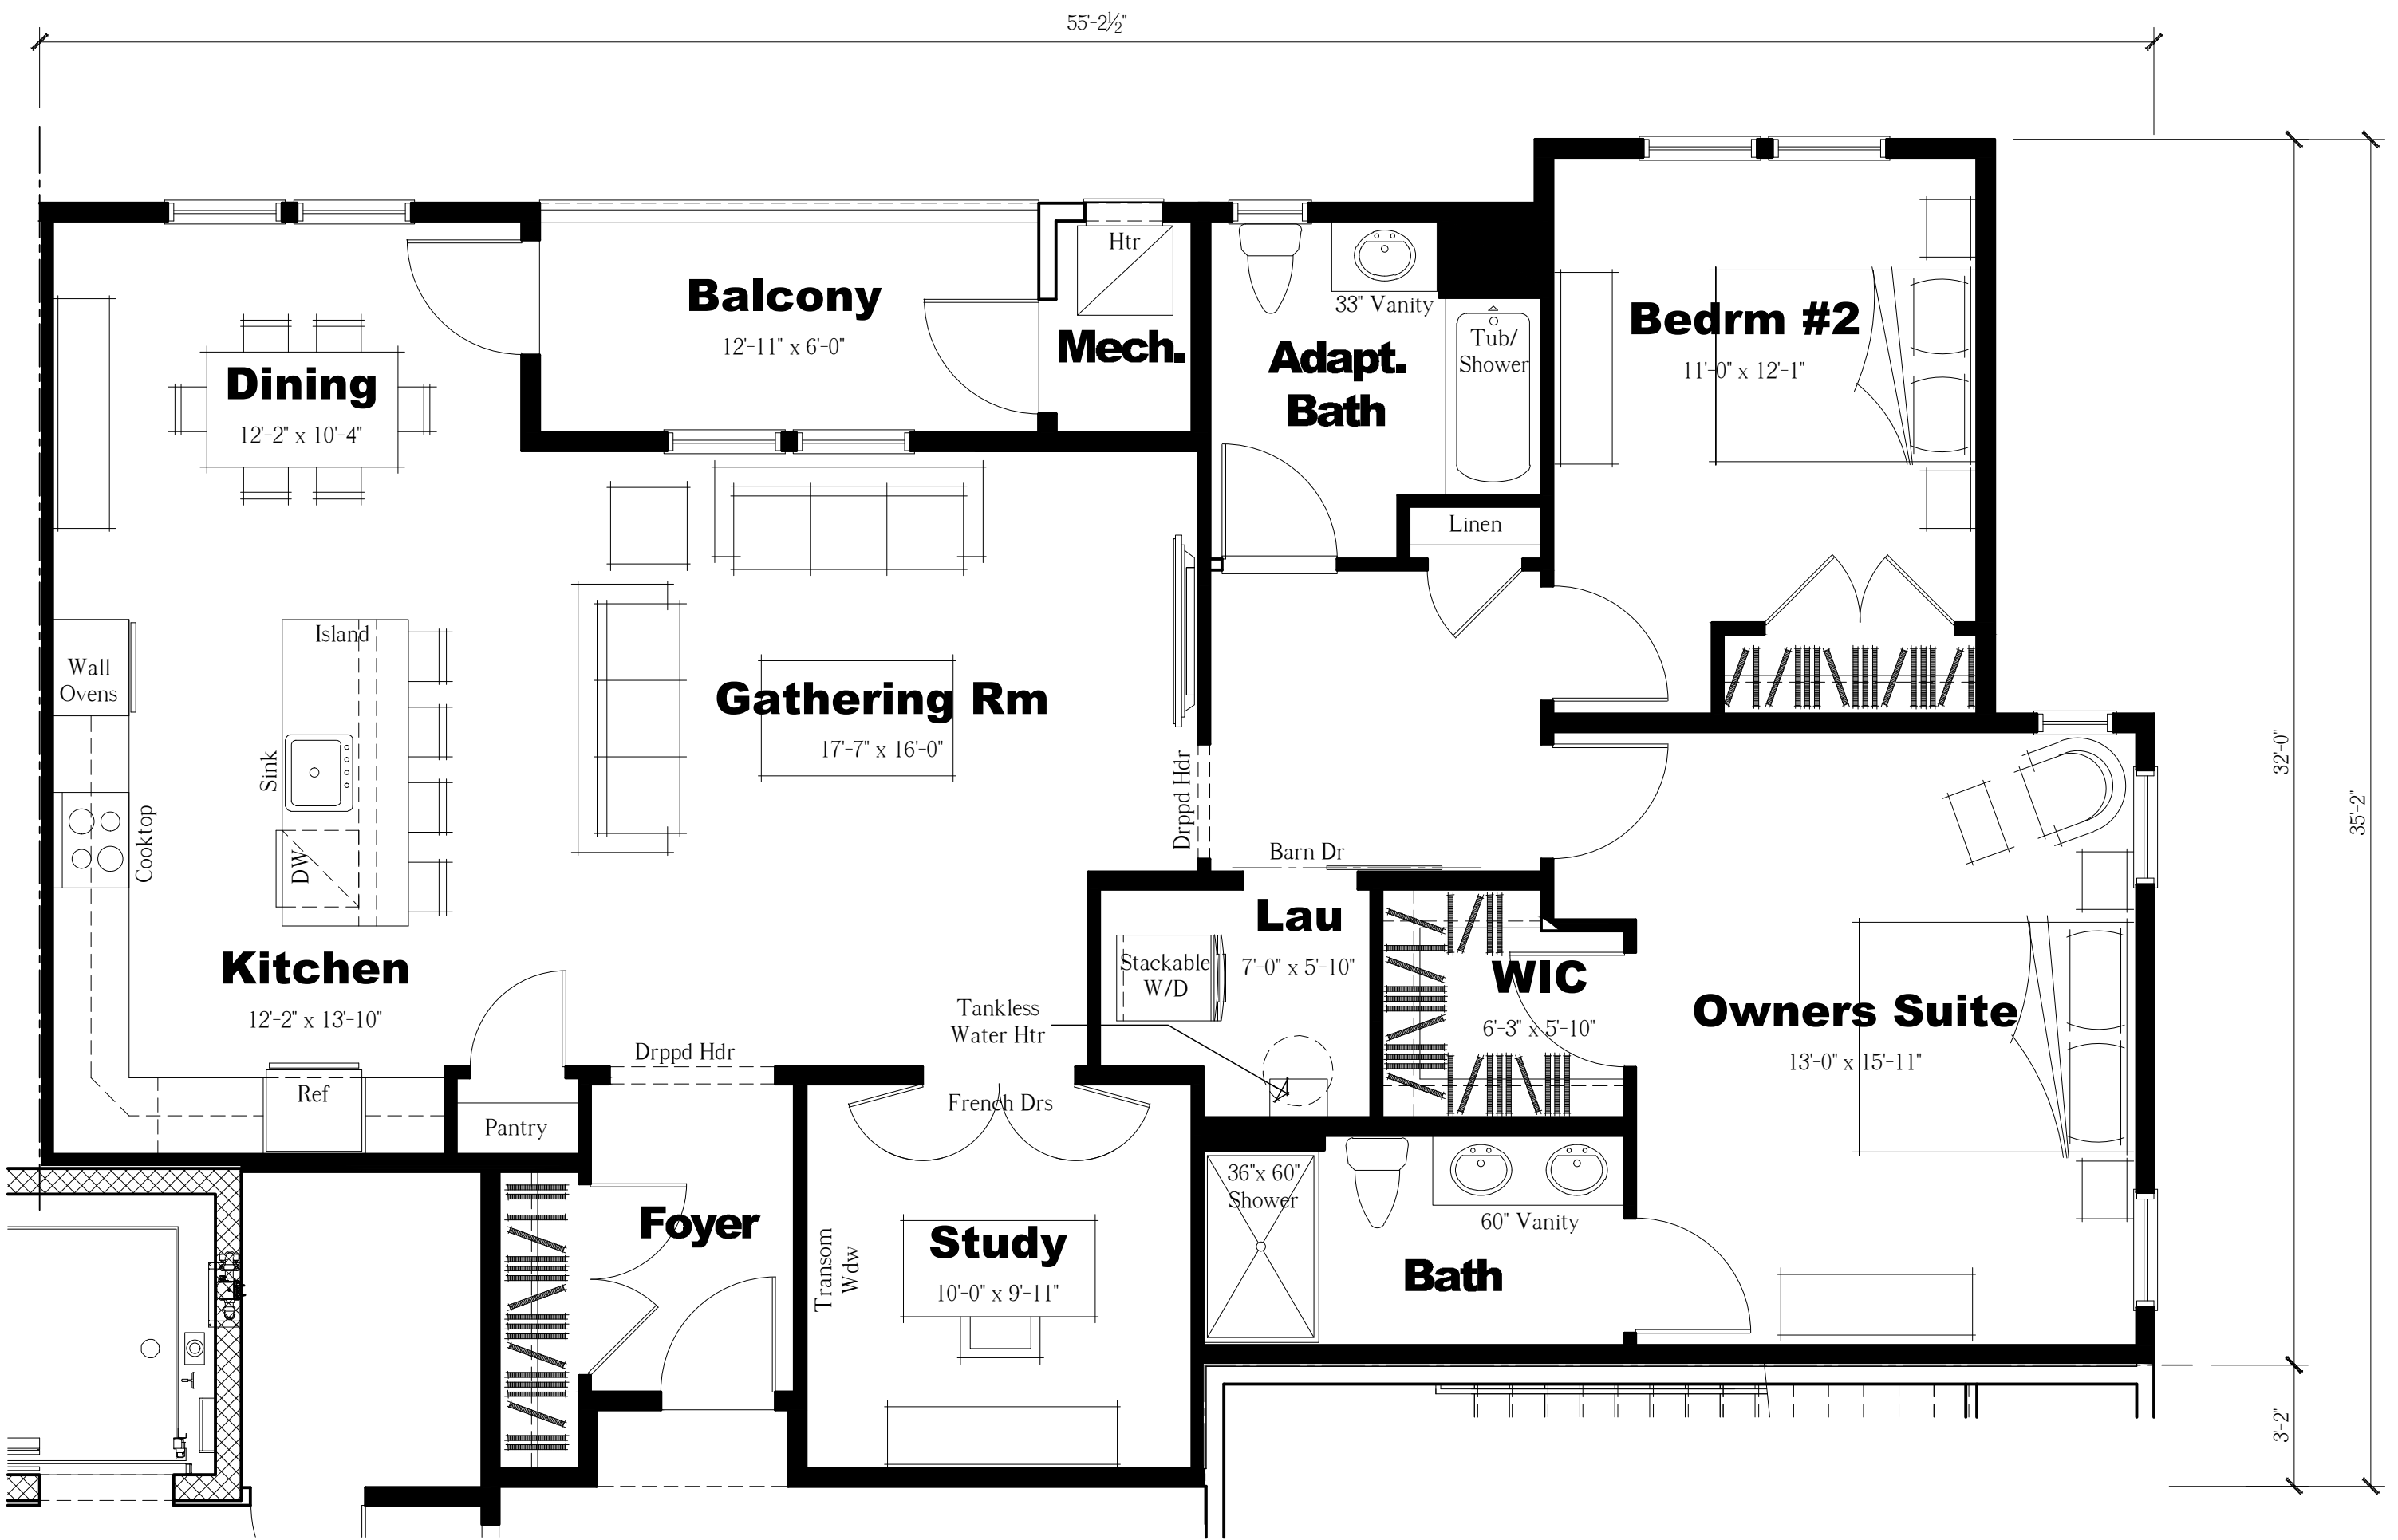 55'-2½"
Htr
Balcony
12'-11" x 6'-0"
Mech.
33" Vanity
Adapt.
Bath
Tub/
Shower
Bedrm #2
11'-0" x 12'-1"
Dining
12'-2" x 10'-4"
Linen
Island
Wall
Ovens
Gathering Rm
17'-7" x 16'-0"
Sink
Cooktop
DW
Drppd Hdr
32'-0"
35'-2"
Barn Dr
Lau
7'-0" x 5'-10"
Stackable
W/D
WIC
6'-3" x 5'-10"
Owners Suite
13'-0" x 15'-11"
Kitchen
12'-2" x 13'-10"
Tankless
Water Htr
Drppd Hdr
Ref
French Drs
Pantry
36"x 60"
Shower
60" Vanity
Foyer
Transom
Wdw
Study
10'-0" x 9'-11"
Bath
3'-2"